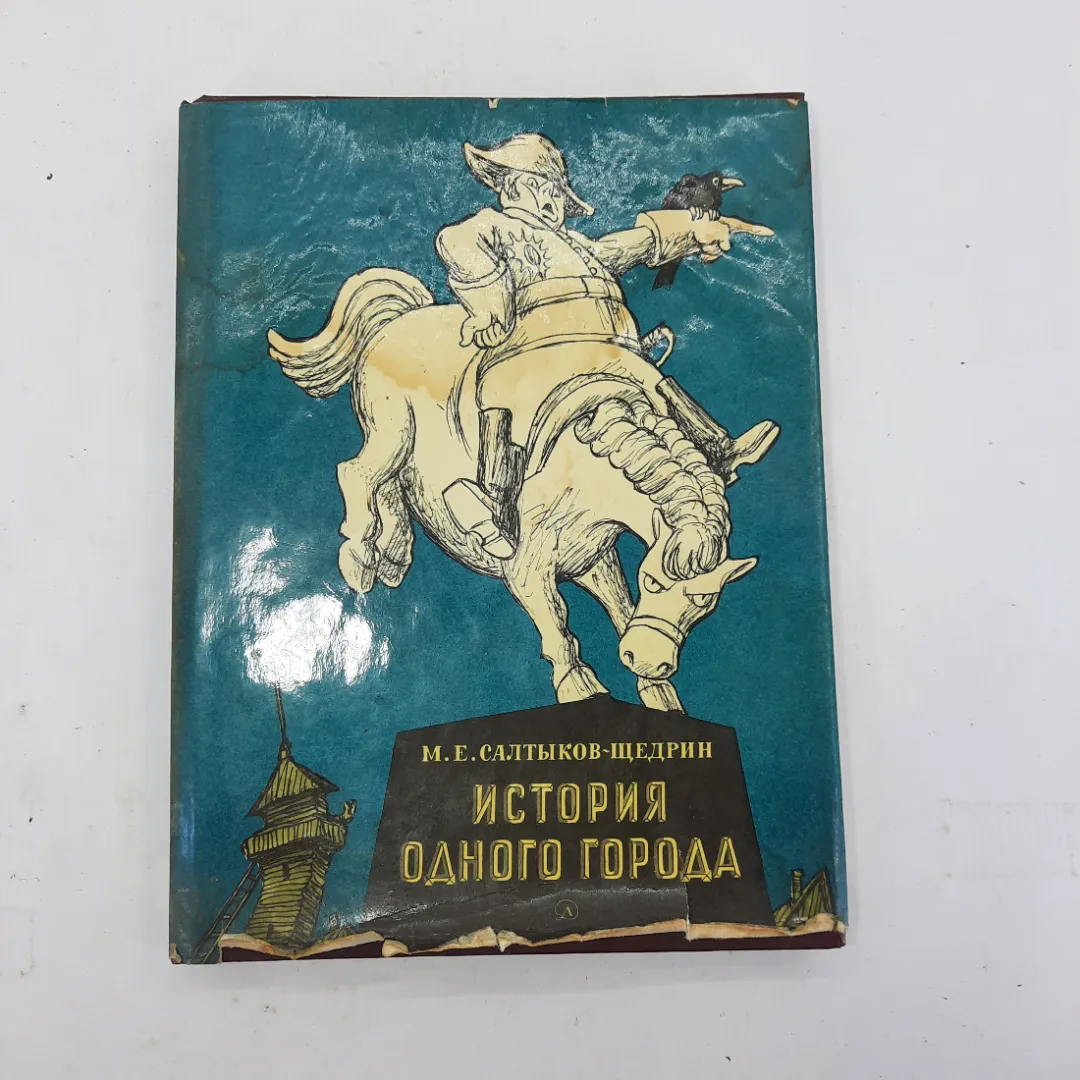 М. Е. САЛТЫКОВ-ЩЕДРИН
ИСТОРИЯ
ОДНОГО ГОРОДА
Л